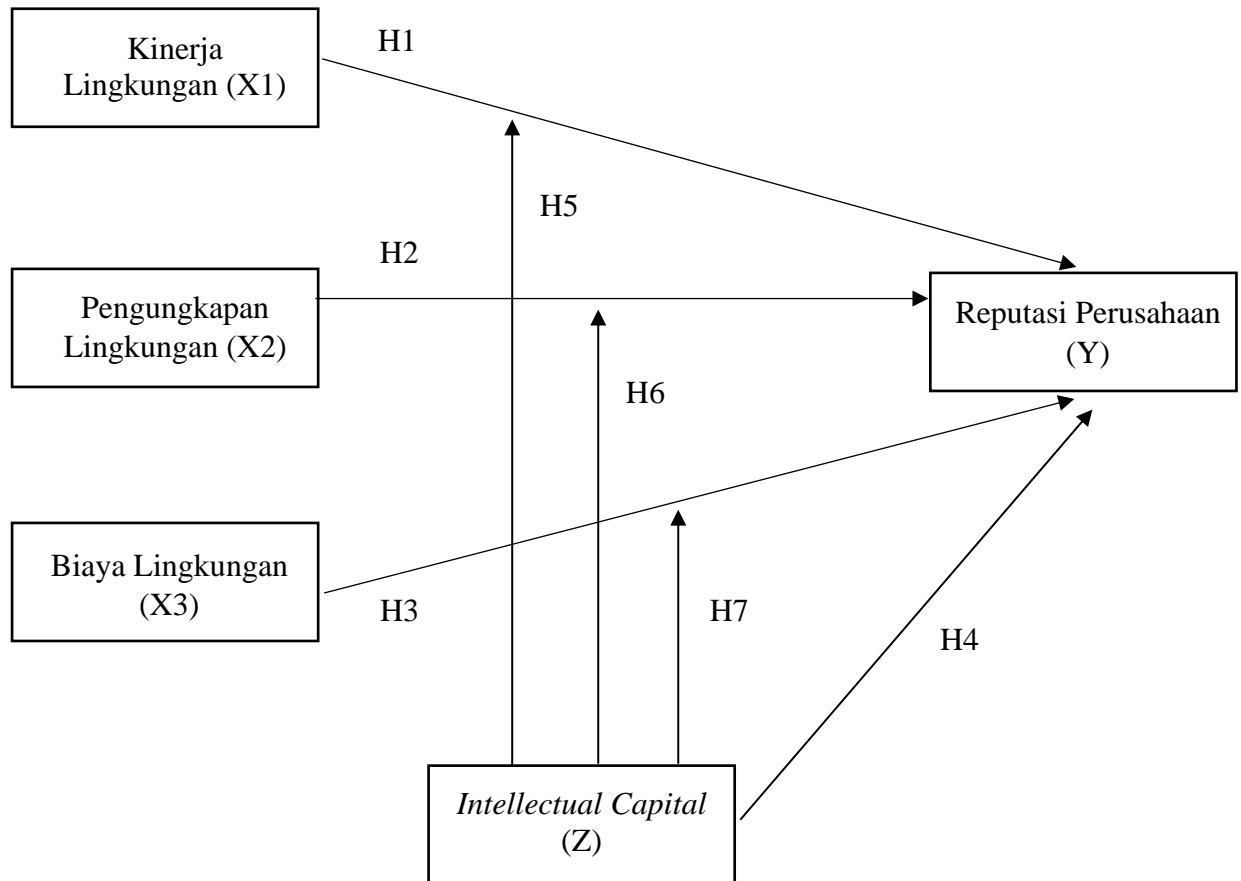 Kinerja
Lingkungan (X1)
H1
H5
H2
Pengungkapan
Lingkungan (X2)
Reputasi Perusahaan
(Y)
H6
Biaya Lingkungan
(X3)
H3
H7
H4
Intellectual Capital
(Z)